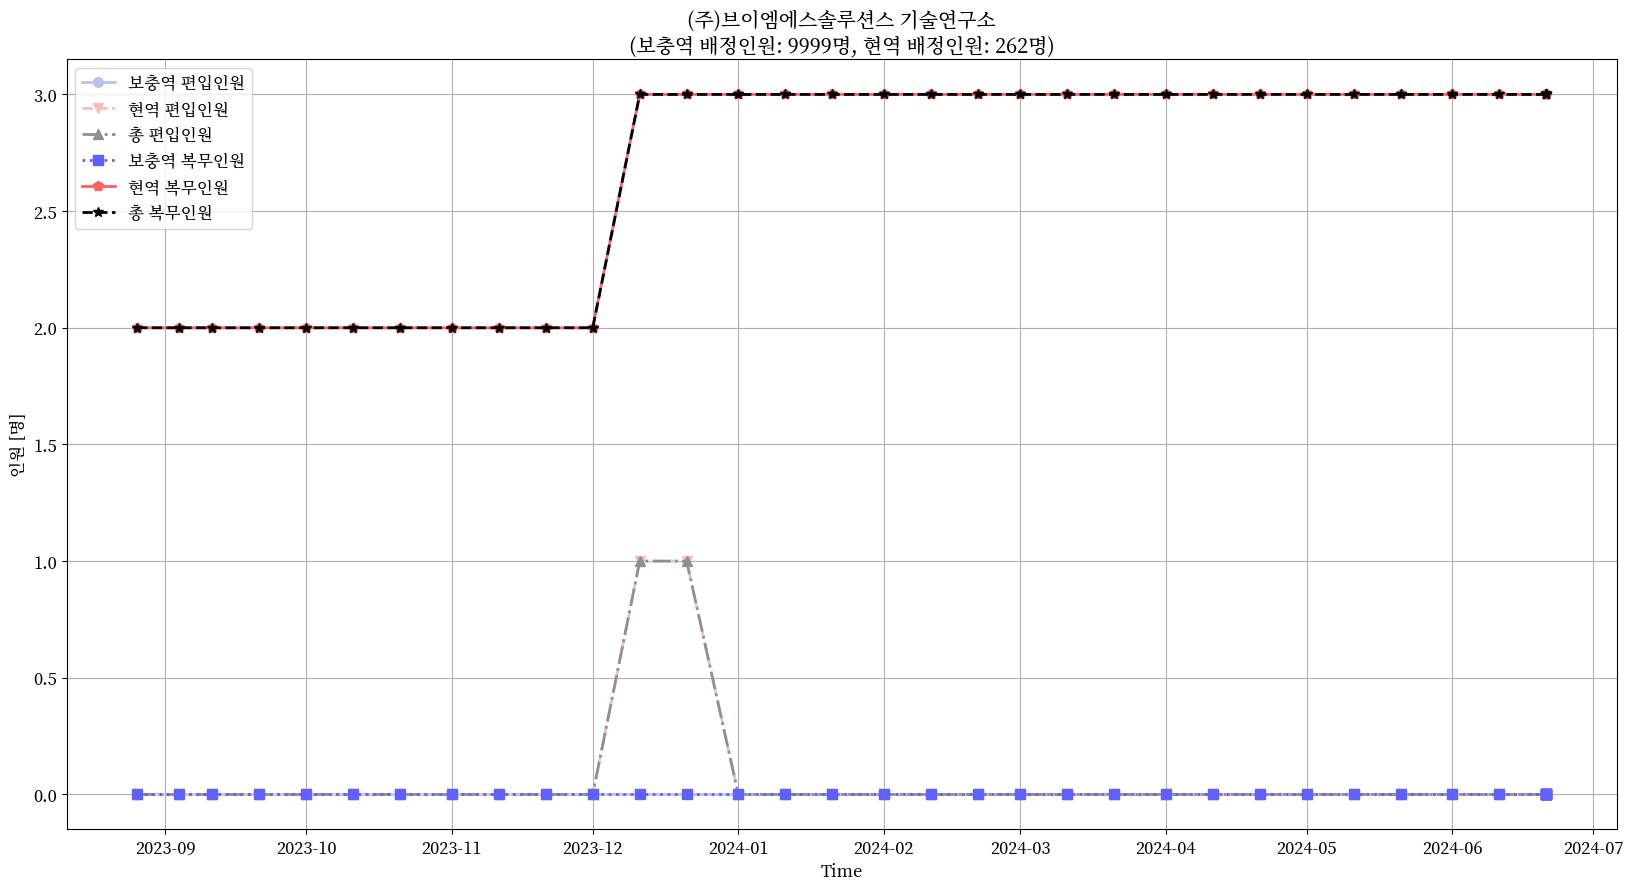 (주)브이엠에스솔루션스 기술연구소
(보충역 배정인원: 9999명, 현역 배정인원: 262명)
보충역 편입인원
현역 편입인원
총 편입인원
보충역 복무인원
현역 복무인원
총 복무인원
인원 [명]
3.0
2.5
2.0
1.5
1.0
0.5
0.0
2023-09
2023-10
2023-11
2023-12
2024-01
2024-02
2024-03
2024-04
2024-05
2024-06
2024-07
Time